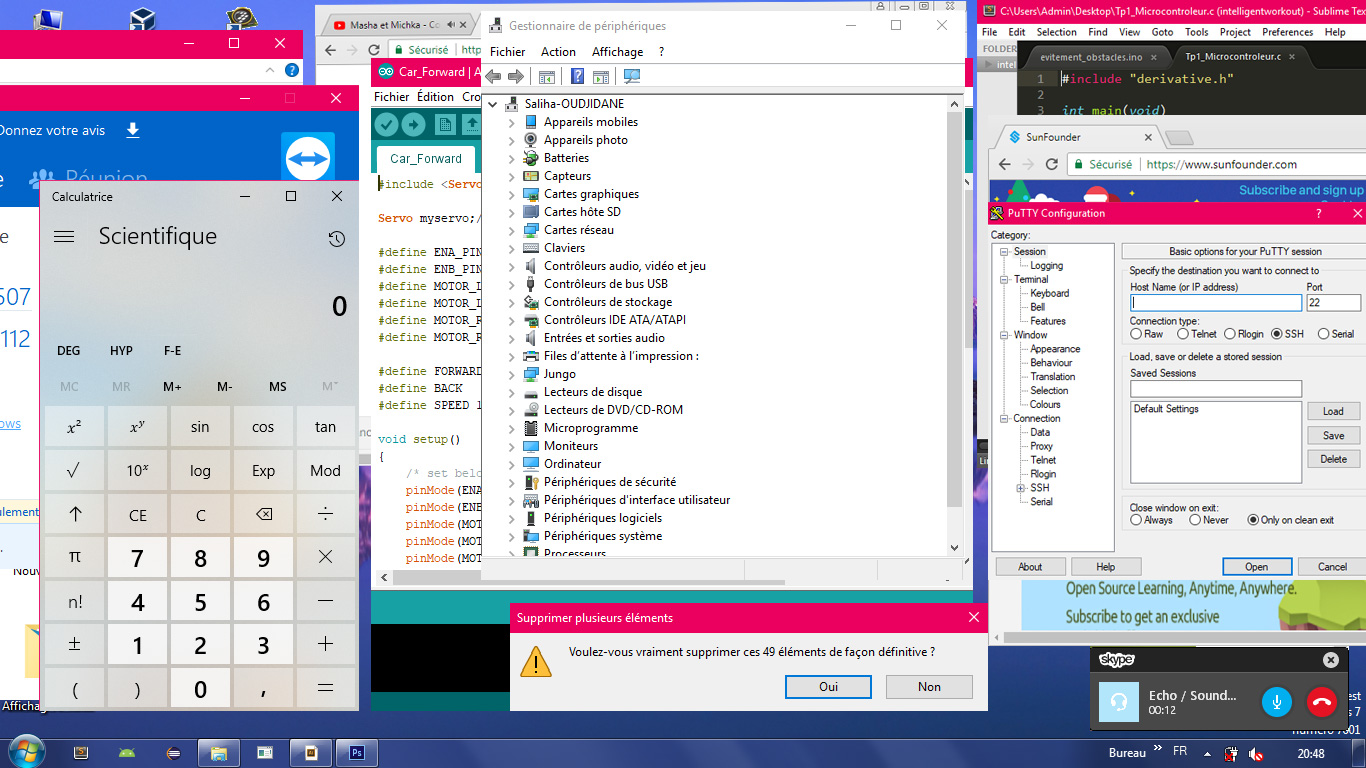 Masha et Michka - Co
Sécurisé
http
Donnez votre avis
Réunion
507
112
ows
ulement
Nouv
Affichag
Calculatrice
Scientifique
0
DEG HYP F-E
MC MR M+ M- MS M˅
x² xʸ sin cos tan
√ 10ˣ log Exp Mod
↑ CE C ÷
π 7 8 9 ×
n! 4 5 6 −
± 1 2 3 +
( ) 0 , =
Car_Forward | A
Fichier Édition Cro
Car_Forward
#include <Servo
Servo myservo;/
#define ENA_PIN
#define ENB_PIN
#define MOTOR_L
#define MOTOR_L
#define MOTOR_R
#define MOTOR_R
#define FORWARD
#define BACK
#define SPEED 1
void setup()
{
/* set belo
pinMode(ENA
pinMode(ENB
pinMode(MOT
pinMode(MOT
pinMode(MOT
Gestionnaire de périphériques
Fichier Action Affichage ?
Saliha-OUDJIDANE
Appareils mobiles
Appareils photo
Batteries
Capteurs
Cartes graphiques
Cartes hôte SD
Cartes réseau
Claviers
Contrôleurs audio, vidéo et jeu
Contrôleurs de bus USB
Contrôleurs de stockage
Contrôleurs IDE ATA/ATAPI
Entrées et sorties audio
Files d'attente à l'impression :
Jungo
Lecteurs de disque
Lecteurs de DVD/CD-ROM
Microprogramme
Moniteurs
Ordinateur
Périphériques de sécurité
Périphériques d'interface utilisateur
Périphériques logiciels
Périphériques système
Processeurs
Supprimer plusieurs éléments
Voulez-vous vraiment supprimer ces 49 éléments de façon définitive ?
Oui Non
C:\Users\Admin\Desktop\Tp1_Microcontroleur.c (intelligentworkout) - Sublime Tex
File Edit Selection Find View Goto Tools Project Preferences Help
FOLDER
intel
evitement_obstacles.ino Tp1_Microcontroleur.c
1 #include "derivative.h"
2
3 int main(void)
SunFounder
Sécurisé https://www.sunfounder.com
Subscribe and sign up
PuTTY Configuration ?
Category:
Session
Logging
Terminal
Keyboard
Bell
Features
Window
Appearance
Behaviour
Translation
Selection
Colours
Connection
Data
Proxy
Telnet
Rlogin
SSH
Serial
Basic options for your PuTTY session
Specify the destination you want to connect to
Host Name (or IP address) Port
22
Connection type:
Raw Telnet Rlogin SSH Serial
Load, save or delete a stored session
Saved Sessions
Default Settings
Load
Save
Delete
Close window on exit:
Always Never Only on clean exit
About Help Open Cancel
Open Source Learning, Anytime, Anywhere.
Subscribe to get an exclusive
skype
Echo / Sound...
00:12
est
s 7
numéro 7601
Bureau » FR 20:48